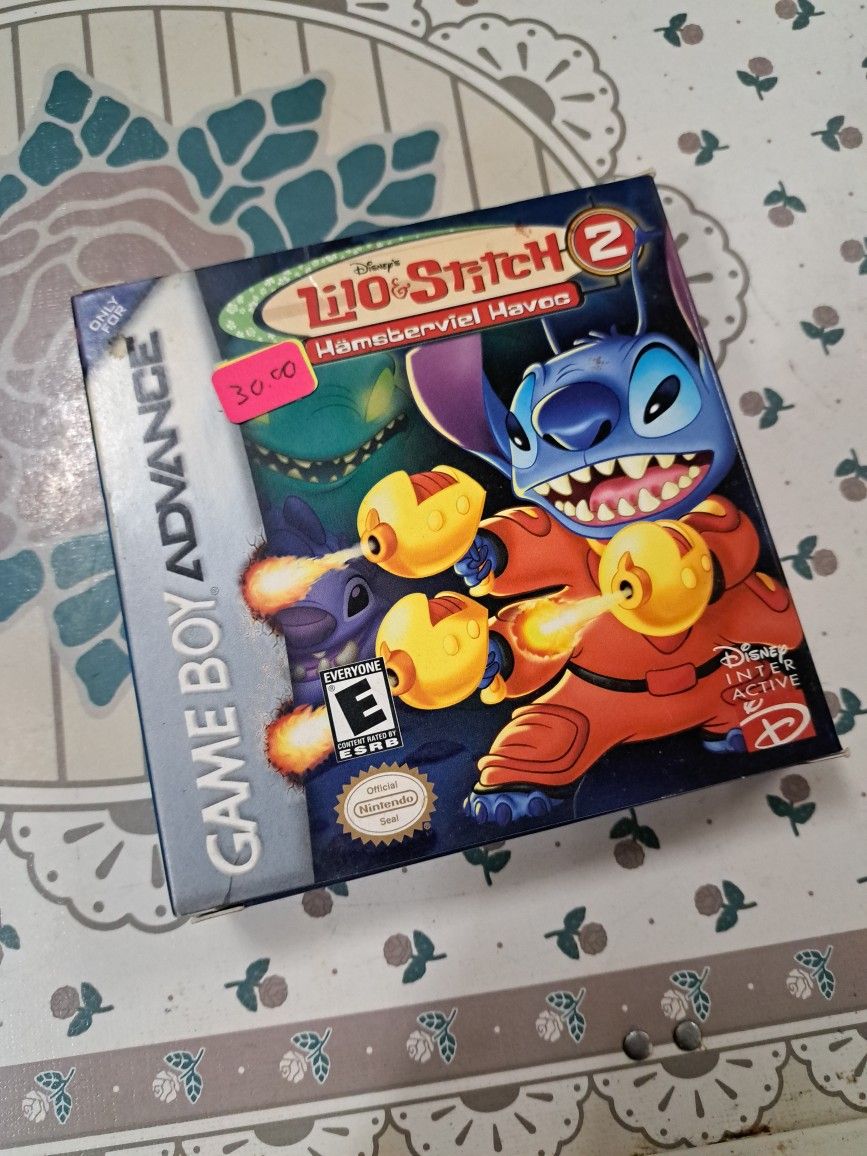 ONLY
FOR
GAME BOY ADVANCE
Disney's
Lilo & Stitch 2
Hämsterviel Havoc
30.00
EVERYONE
E
CONTENT RATED BY
ESRB
Official
Nintendo
Seal
Disney
INTER
ACTIVE
D